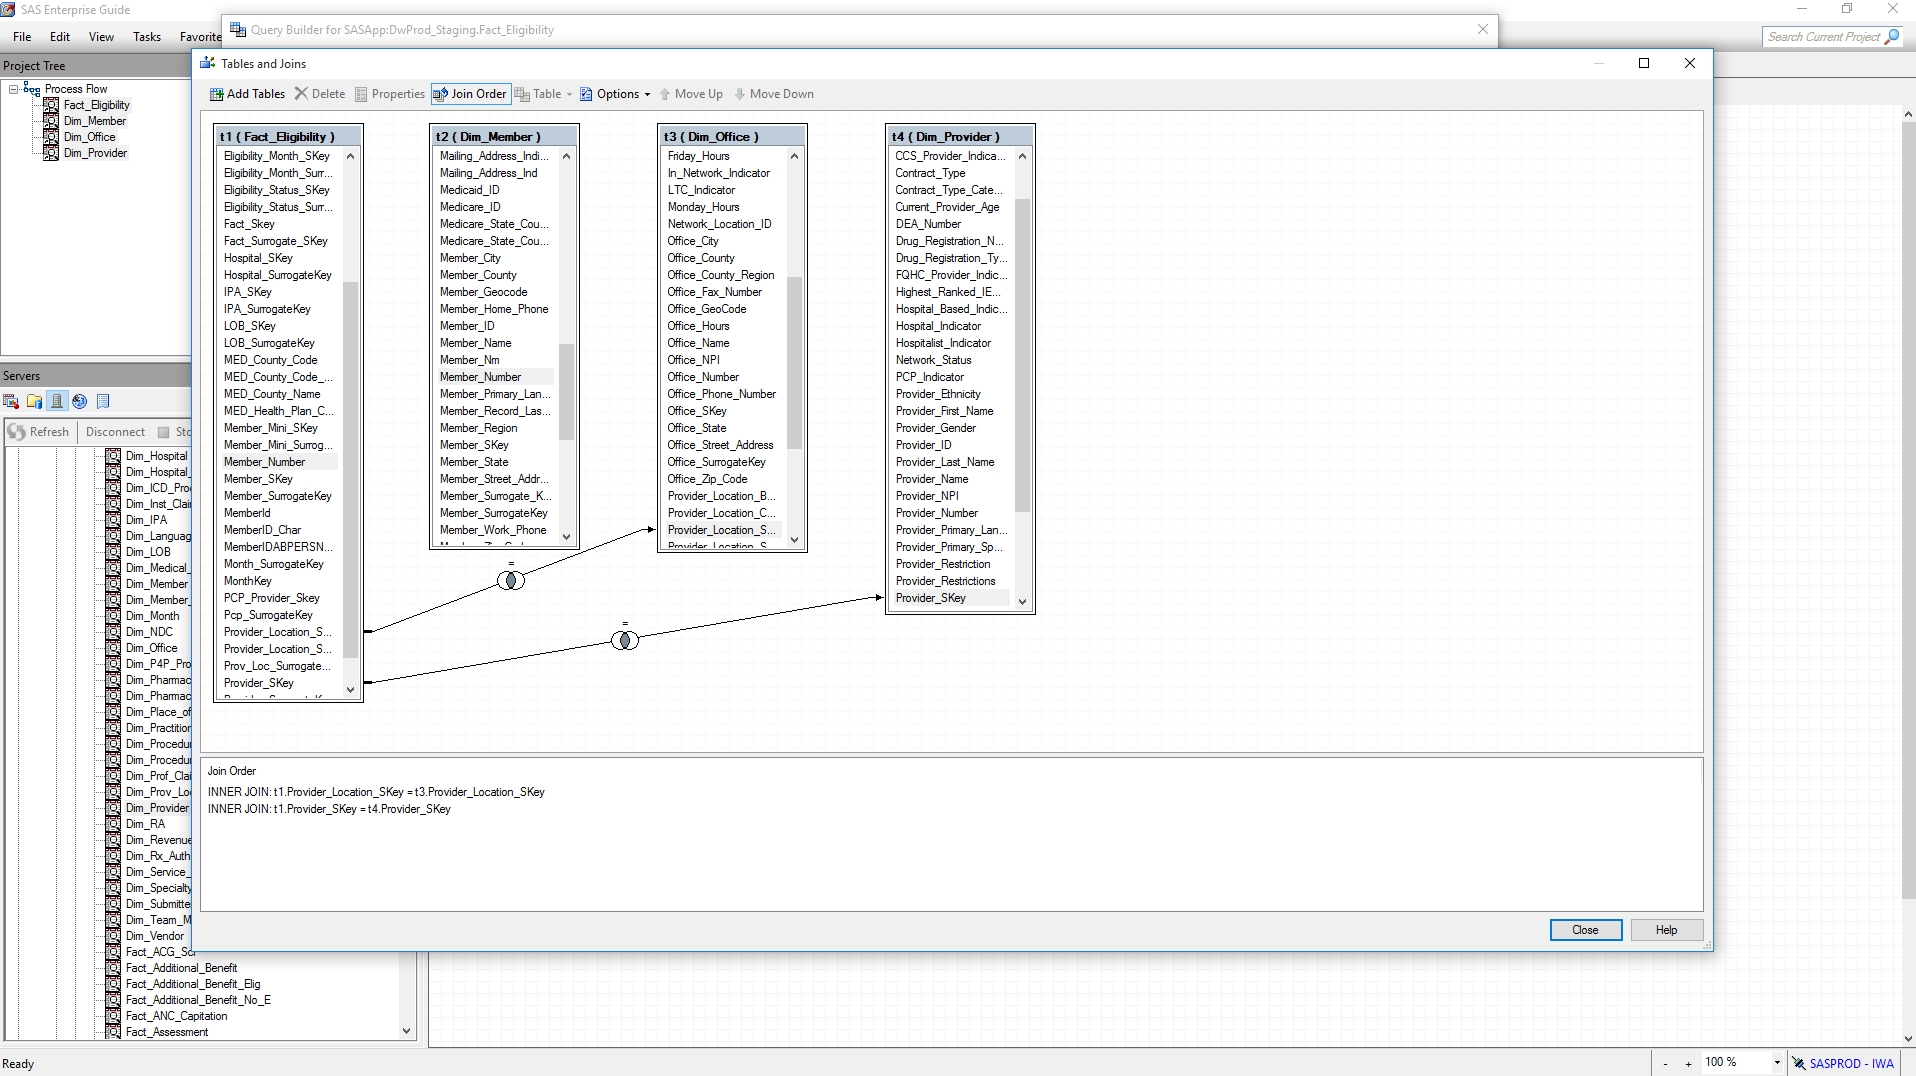 SAS Enterprise Guide
File Edit View Tasks Favorite
Query Builder for SASApp:DwProd_Staging.Fact_Eligibility
Search Current Project
Project Tree
Process Flow
Fact_Eligibility
Dim_Member
Dim_Office
Dim_Provider
Servers
Refresh Disconnect Sto
Dim_Hospital
Dim_Hospital_
Dim_ICD_Pro
Dim_Inst_Clai
Dim_IPA
Dim_Languag
Dim_LOB
Dim_Medical_
Dim_Member
Dim_Member_
Dim_Month
Dim_NDC
Dim_Office
Dim_P4P_Pro
Dim_Pharmac
Dim_Pharmac
Dim_Place_of
Dim_Practition
Dim_Procedu
Dim_Procedu
Dim_Prof_Clai
Dim_Prov_Lo
Dim_Provider
Dim_RA
Dim_Revenue
Dim_Rx_Auth
Dim_Service_
Dim_Specialty
Dim_Submitte
Dim_Team_M
Dim_Vendor
Fact_ACG_Scr
Fact_Additional_Benefit
Fact_Additional_Benefit_Elig
Fact_Additional_Benefit_No_E
Fact_ANC_Capitation
Fact_Assessment
Tables and Joins
Add Tables Delete Properties Join Order Table Options Move Up Move Down
t1 ( Fact_Eligibility )
Eligibility_Month_SKey
Eligibility_Month_Surr...
Eligibility_Status_SKey
Eligibility_Status_Surr...
Fact_Skey
Fact_Surrogate_SKey
Hospital_SKey
Hospital_SurrogateKey
IPA_SKey
IPA_SurrogateKey
LOB_SKey
LOB_SurrogateKey
MED_County_Code
MED_County_Code_...
MED_County_Name
MED_Health_Plan_C...
Member_Mini_SKey
Member_Mini_Surrog...
Member_Number
Member_SKey
Member_SurrogateKey
MemberId
MemberID_Char
MemberIDABPERSN...
Month_SurrogateKey
MonthKey
PCP_Provider_Skey
Pcp_SurrogateKey
Provider_Location_S...
Provider_Location_S...
Prov_Loc_Surrogate...
Provider_SKey
t2 ( Dim_Member )
Mailing_Address_Indi...
Mailing_Address_Ind
Medicaid_ID
Medicare_ID
Medicare_State_Cou...
Medicare_State_Cou...
Member_City
Member_County
Member_Geocode
Member_Home_Phone
Member_ID
Member_Name
Member_Nm
Member_Number
Member_Primary_Lan...
Member_Record_Las...
Member_Region
Member_SKey
Member_State
Member_Street_Addr...
Member_Surrogate_K...
Member_SurrogateKey
Member_Work_Phone
t3 ( Dim_Office )
Friday_Hours
In_Network_Indicator
LTC_Indicator
Monday_Hours
Network_Location_ID
Office_City
Office_County
Office_County_Region
Office_Fax_Number
Office_GeoCode
Office_Hours
Office_Name
Office_NPI
Office_Number
Office_Phone_Number
Office_SKey
Office_State
Office_Street_Address
Office_SurrogateKey
Office_Zip_Code
Provider_Location_B...
Provider_Location_C...
Provider_Location_S...
Provider_Location_S...
t4 ( Dim_Provider )
CCS_Provider_Indica...
Contract_Type
Contract_Type_Cate...
Current_Provider_Age
DEA_Number
Drug_Registration_N...
Drug_Registration_Ty...
FQHC_Provider_Indic...
Highest_Ranked_IE...
Hospital_Based_Indic...
Hospital_Indicator
Hospitalist_Indicator
Network_Status
PCP_Indicator
Provider_Ethnicity
Provider_First_Name
Provider_Gender
Provider_ID
Provider_Last_Name
Provider_Name
Provider_NPI
Provider_Number
Provider_Primary_Lan...
Provider_Primary_Sp...
Provider_Restriction
Provider_Restrictions
Provider_SKey
=
=
Join Order
INNER JOIN: t1.Provider_Location_SKey = t3.Provider_Location_SKey
INNER JOIN: t1.Provider_SKey = t4.Provider_SKey
Close Help
Ready
- + 100 % SASPROD - IWA